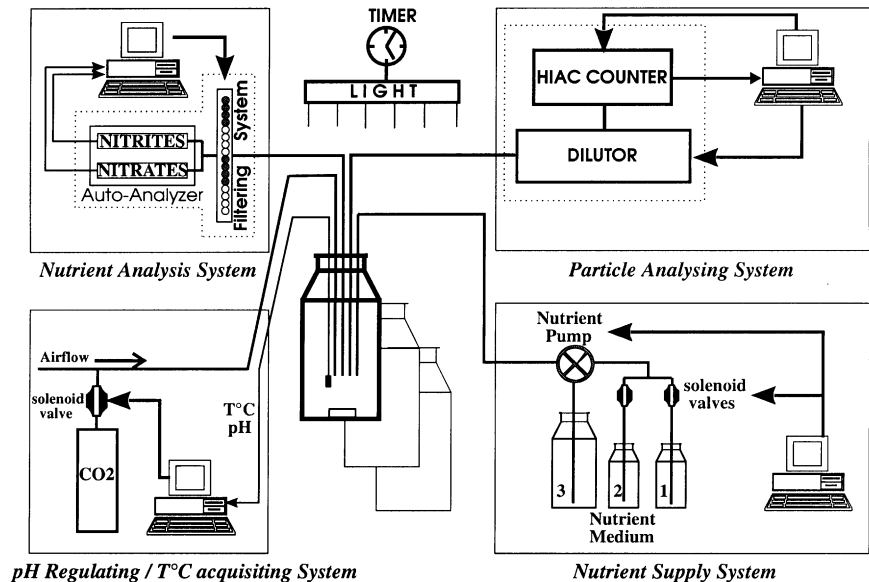 TIMER
LIGHT
System
Filtering
NITRITES
NITRATES
Auto-Analyzer
Nutrient Analysis System
HIAC COUNTER
DILUTOR
Particle Analysing System
Airflow
solenoid
valve
CO2
T°C
pH
pH Regulating / T°C acquisiting System
Nutrient
Pump
solenoid
valves
3
2
1
Nutrient
Medium
Nutrient Supply System